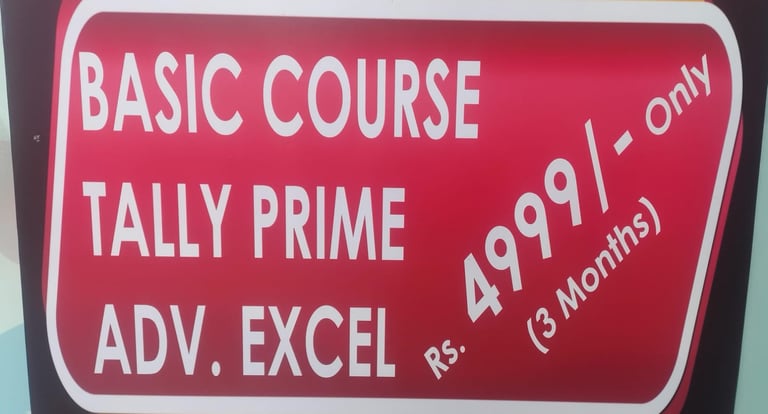 BASIC COURSE
TALLY PRIME
ADV. EXCEL
Rs. 4999/- Only
(3 Months)